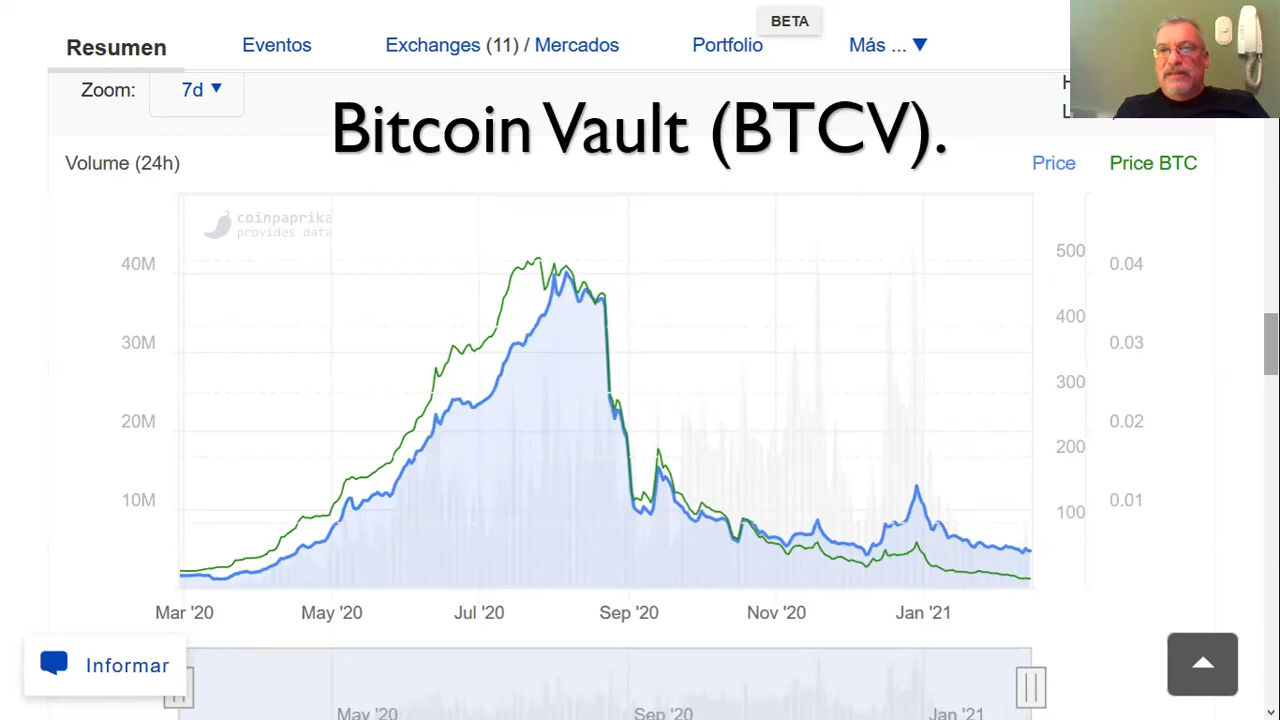 BETA
Resumen
Eventos
Exchanges (11) / Mercados
Portfolio
Más ...
Zoom:
7d
Bitcoin Vault (BTCV).
Volume (24h)
Price
Price BTC
coinpaprika
provides data
40M
30M
20M
10M
500
400
300
200
100
0.04
0.03
0.02
0.01
Mar '20
May '20
Jul '20
Sep '20
Nov '20
Jan '21
Informar
May '20
Sep '20
Jan '21